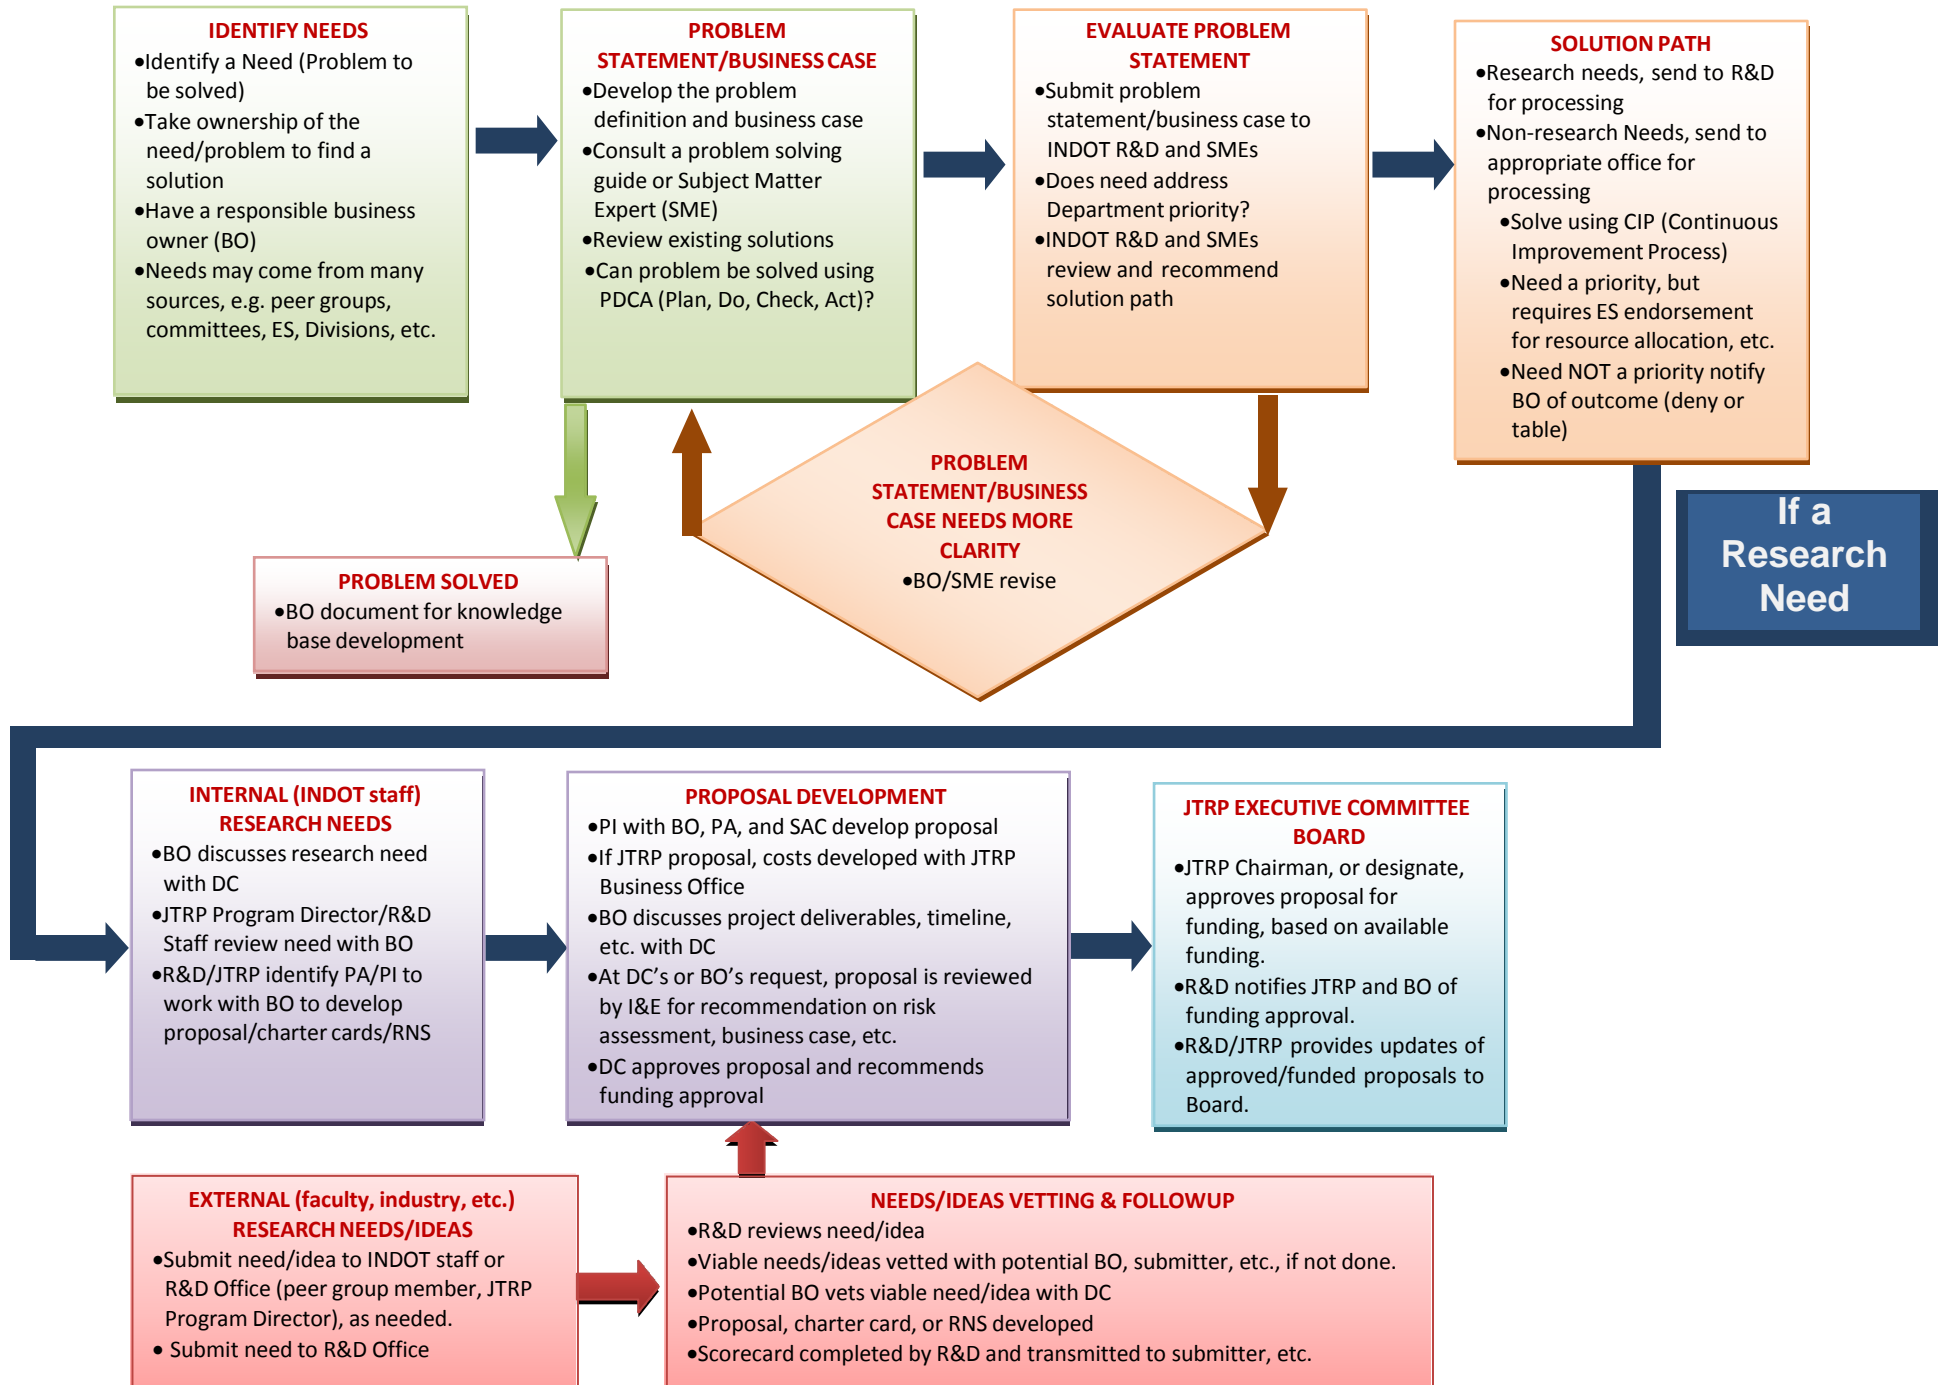 IDENTIFY NEEDS
•Identify a Need (Problem to
be solved)
•Take ownership of the
need/problem to find a
solution
•Have a responsible business
owner (BO)
•Needs may come from many
sources, e.g. peer groups,
committees, ES, Divisions, etc.
PROBLEM
STATEMENT/BUSINESS CASE
•Develop the problem
definition and business case
•Consult a problem solving
guide or Subject Matter
Expert (SME)
•Review existing solutions
•Can problem be solved using
PDCA (Plan, Do, Check, Act)?
EVALUATE PROBLEM
STATEMENT
•Submit problem
statement/business case to
INDOT R&D and SMEs
•Does need address
Department priority?
•INDOT R&D and SMEs
review and recommend
solution path
SOLUTION PATH
•Research needs, send to R&D
for processing
•Non-research Needs, send to
appropriate office for
processing
•Solve using CIP (Continuous
Improvement Process)
•Need a priority, but
requires ES endorsement
for resource allocation, etc.
•Need NOT a priority notify
BO of outcome (deny or
table)
PROBLEM
STATEMENT/BUSINESS
CASE NEEDS MORE
CLARITY
•BO/SME revise
PROBLEM SOLVED
•BO document for knowledge
base development
If a
Research
Need
INTERNAL (INDOT staff)
RESEARCH NEEDS
•BO discusses research need
with DC
•JTRP Program Director/R&D
Staff review need with BO
•R&D/JTRP identify PA/PI to
work with BO to develop
proposal/charter cards/RNS
PROPOSAL DEVELOPMENT
•PI with BO, PA, and SAC develop proposal
•If JTRP proposal, costs developed with JTRP
Business Office
•BO discusses project deliverables, timeline,
etc. with DC
•At DC's or BO's request, proposal is reviewed
by I&E for recommendation on risk
assessment, business case, etc.
•DC approves proposal and recommends
funding approval
JTRP EXECUTIVE COMMITTEE
BOARD
•JTRP Chairman, or designate,
approves proposal for
funding, based on available
funding.
•R&D notifies JTRP and BO of
funding approval.
•R&D/JTRP provides updates of
approved/funded proposals to
Board.
EXTERNAL (faculty, industry, etc.)
RESEARCH NEEDS/IDEAS
•Submit need/idea to INDOT staff or
R&D Office (peer group member, JTRP
Program Director), as needed.
• Submit need to R&D Office
NEEDS/IDEAS VETTING & FOLLOWUP
•R&D reviews need/idea
•Viable needs/ideas vetted with potential BO, submitter, etc., if not done.
•Potential BO vets viable need/idea with DC
•Proposal, charter card, or RNS developed
•Scorecard completed by R&D and transmitted to submitter, etc.